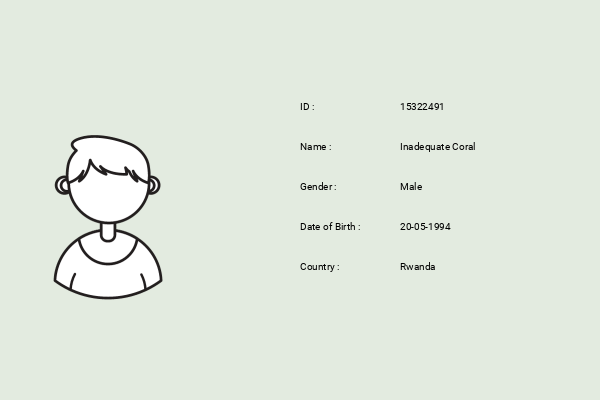 ID : 15322491
Name : Inadequate Coral
Gender : Male
Date of Birth : 20-05-1994
Country : Rwanda